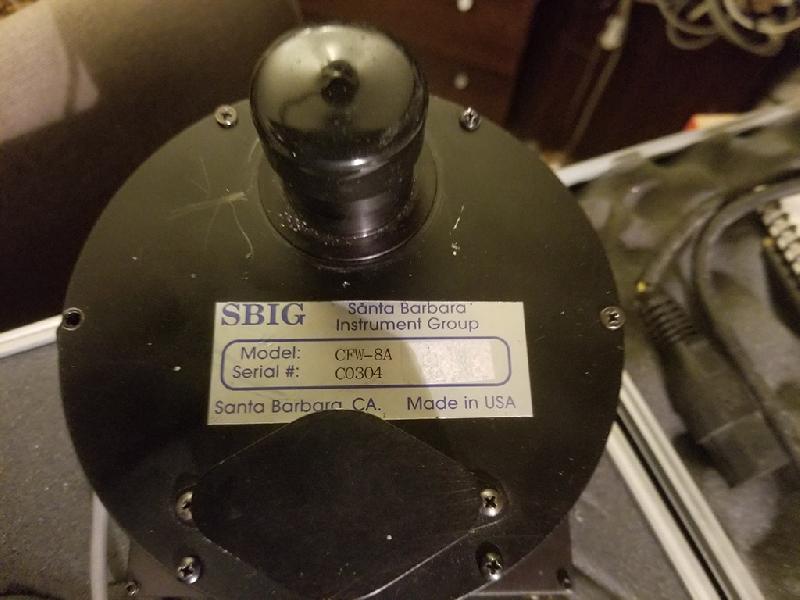 SBIG
Santa Barbara
Instrument Group
Model: CFW-8A
Serial #: C0304
Santa Barbara, CA. Made in USA